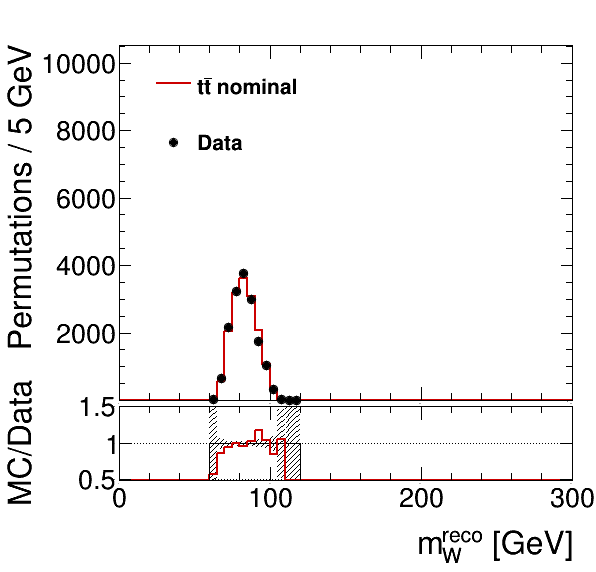 Permutations / 5 GeV
10000
8000
6000
4000
2000
tt̄ nominal
Data
MC/Data
1.5
1
0.5
0 100 200 300
m_W^reco [GeV]